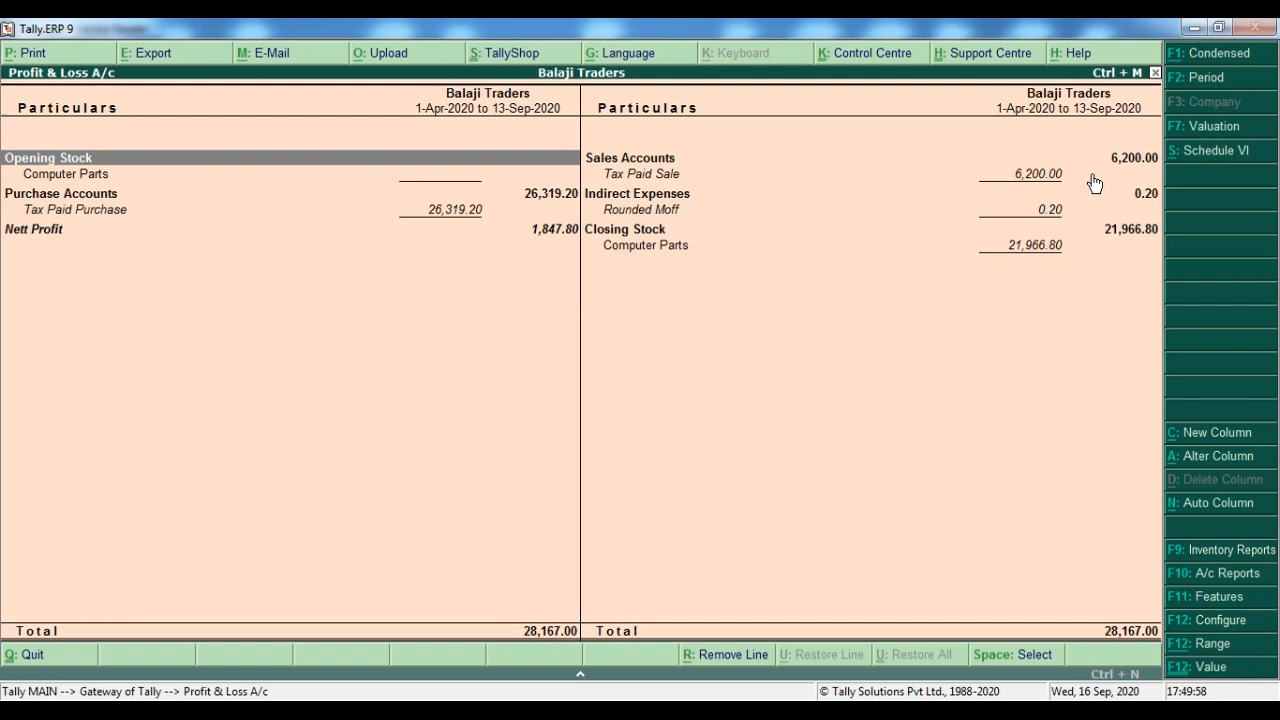 Tally.ERP 9
P: Print E: Export M: E-Mail O: Upload S: TallyShop G: Language K: Keyboard K: Control Centre H: Support Centre H: Help
Profit & Loss A/c Balaji Traders Ctrl + M
Particulars Balaji Traders
1-Apr-2020 to 13-Sep-2020
Opening Stock
Computer Parts
Purchase Accounts 26,319.20
Tax Paid Purchase 26,319.20
Nett Profit 1,847.80
Total 28,167.00
Particulars Balaji Traders
1-Apr-2020 to 13-Sep-2020
Sales Accounts 6,200.00
Tax Paid Sale 6,200.00
Indirect Expenses 0.20
Rounded Moff 0.20
Closing Stock 21,966.80
Computer Parts 21,966.80
Total 28,167.00
F1: Condensed
F2: Period
F3: Company
F7: Valuation
S: Schedule VI
C: New Column
A: Alter Column
D: Delete Column
N: Auto Column
F9: Inventory Reports
F10: A/c Reports
F11: Features
F12: Configure
F12: Range
F12: Value
Q: Quit R: Remove Line U: Restore Line U: Restore All Space: Select
Ctrl + N
Tally MAIN --> Gateway of Tally --> Profit & Loss A/c © Tally Solutions Pvt Ltd., 1988-2020 Wed, 16 Sep, 2020 17:49:58